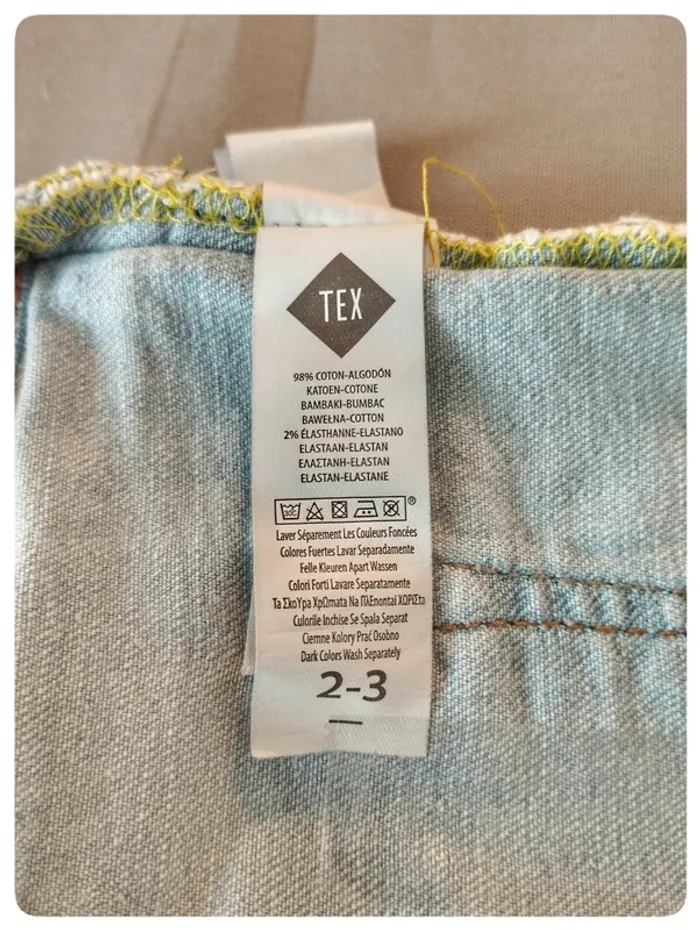 TEX
98% COTON-ALGODÓN
KATOEN-COTONE
BAMBAKI-BUMBAC
BAWEŁNA-COTTON
2% ÉLASTHANNE-ELASTANO
ELASTAAN-ELASTAN
ΕΛΑΣΤΑΝΗ-ELASTAN
ELASTAN-ELASTANE
30C ®
Laver Séparement Les Couleurs Foncées
Colores Fuertes Lavar Separadamente
Felle Kleuren Apart Wassen
Colori Forti Lavare Separatamente
Τα ΣκοΥρα ΧρΩματα Να ΠλΕnontαί ΧΩΡΙΣτα
Culorile Inchise Se Spala Separat
Ciemne Kolory Prać Osobno
Dark Colors Wash Separately
2-3